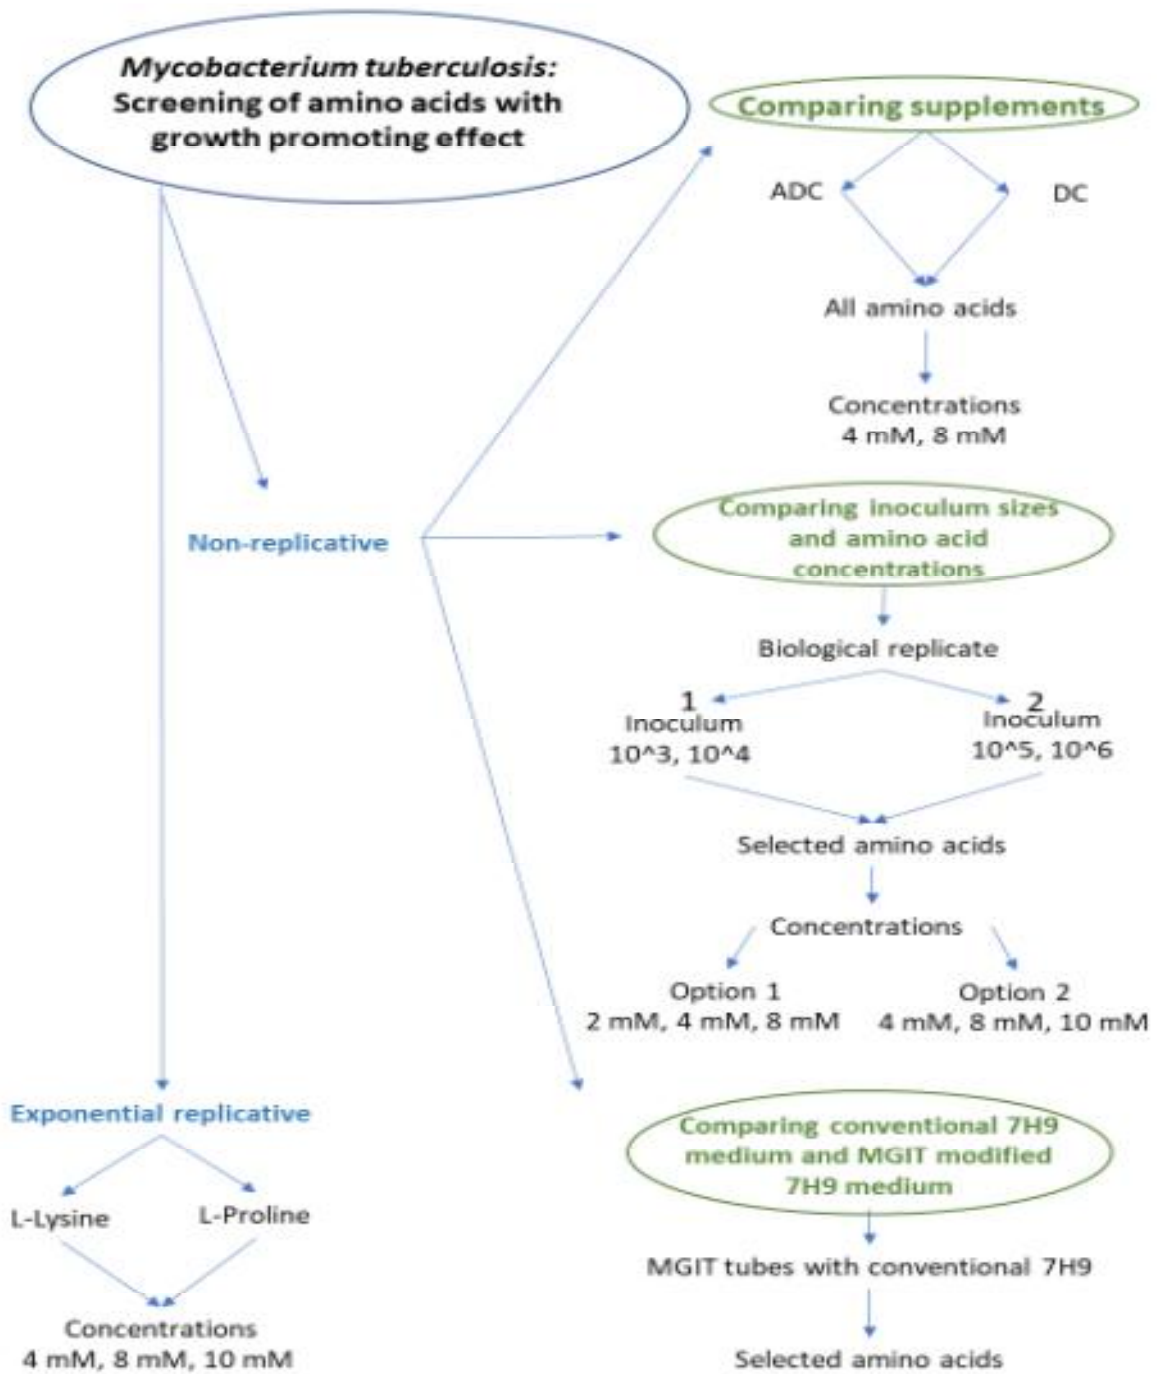 Mycobacterium tuberculosis:
Screening of amino acids with
growth promoting effect
Comparing supplements
ADC
DC
All amino acids
Concentrations
4 mM, 8 mM
Non-replicative
Comparing inoculum sizes
and amino acid
concentrations
Biological replicate
1
Inoculum
10^3, 10^4
2
Inoculum
10^5, 10^6
Selected amino acids
Concentrations
Option 1
2 mM, 4 mM, 8 mM
Option 2
4 mM, 8 mM, 10 mM
Exponential replicative
L-Lysine
L-Proline
Concentrations
4 mM, 8 mM, 10 mM
Comparing conventional 7H9
medium and MGIT modified
7H9 medium
MGIT tubes with conventional 7H9
Selected amino acids